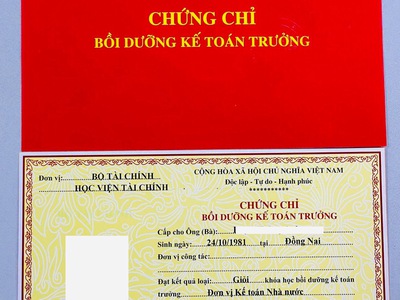 CHỨNG CHỈ
BỒI DƯỠNG KẾ TOÁN TRƯỞNG
Đơn vị: BỘ TÀI CHÍNH
HỌC VIỆN TÀI CHÍNH
CỘNG HÒA XÃ HỘI CHỦ NGHĨA VIỆT NAM
Độc lập - Tự do - Hạnh phúc
**********
CHỨNG CHỈ
BỒI DƯỠNG KẾ TOÁN TRƯỞNG
Cấp cho Ông (Bà):
Sinh ngày: 24/10/1981 tại Đồng Nai
Đơn vị công tác:
Đạt kết quả loại: Giỏi khóa học bồi dưỡng kế toán
trưởng Đơn vị Kế toán Nhà nước